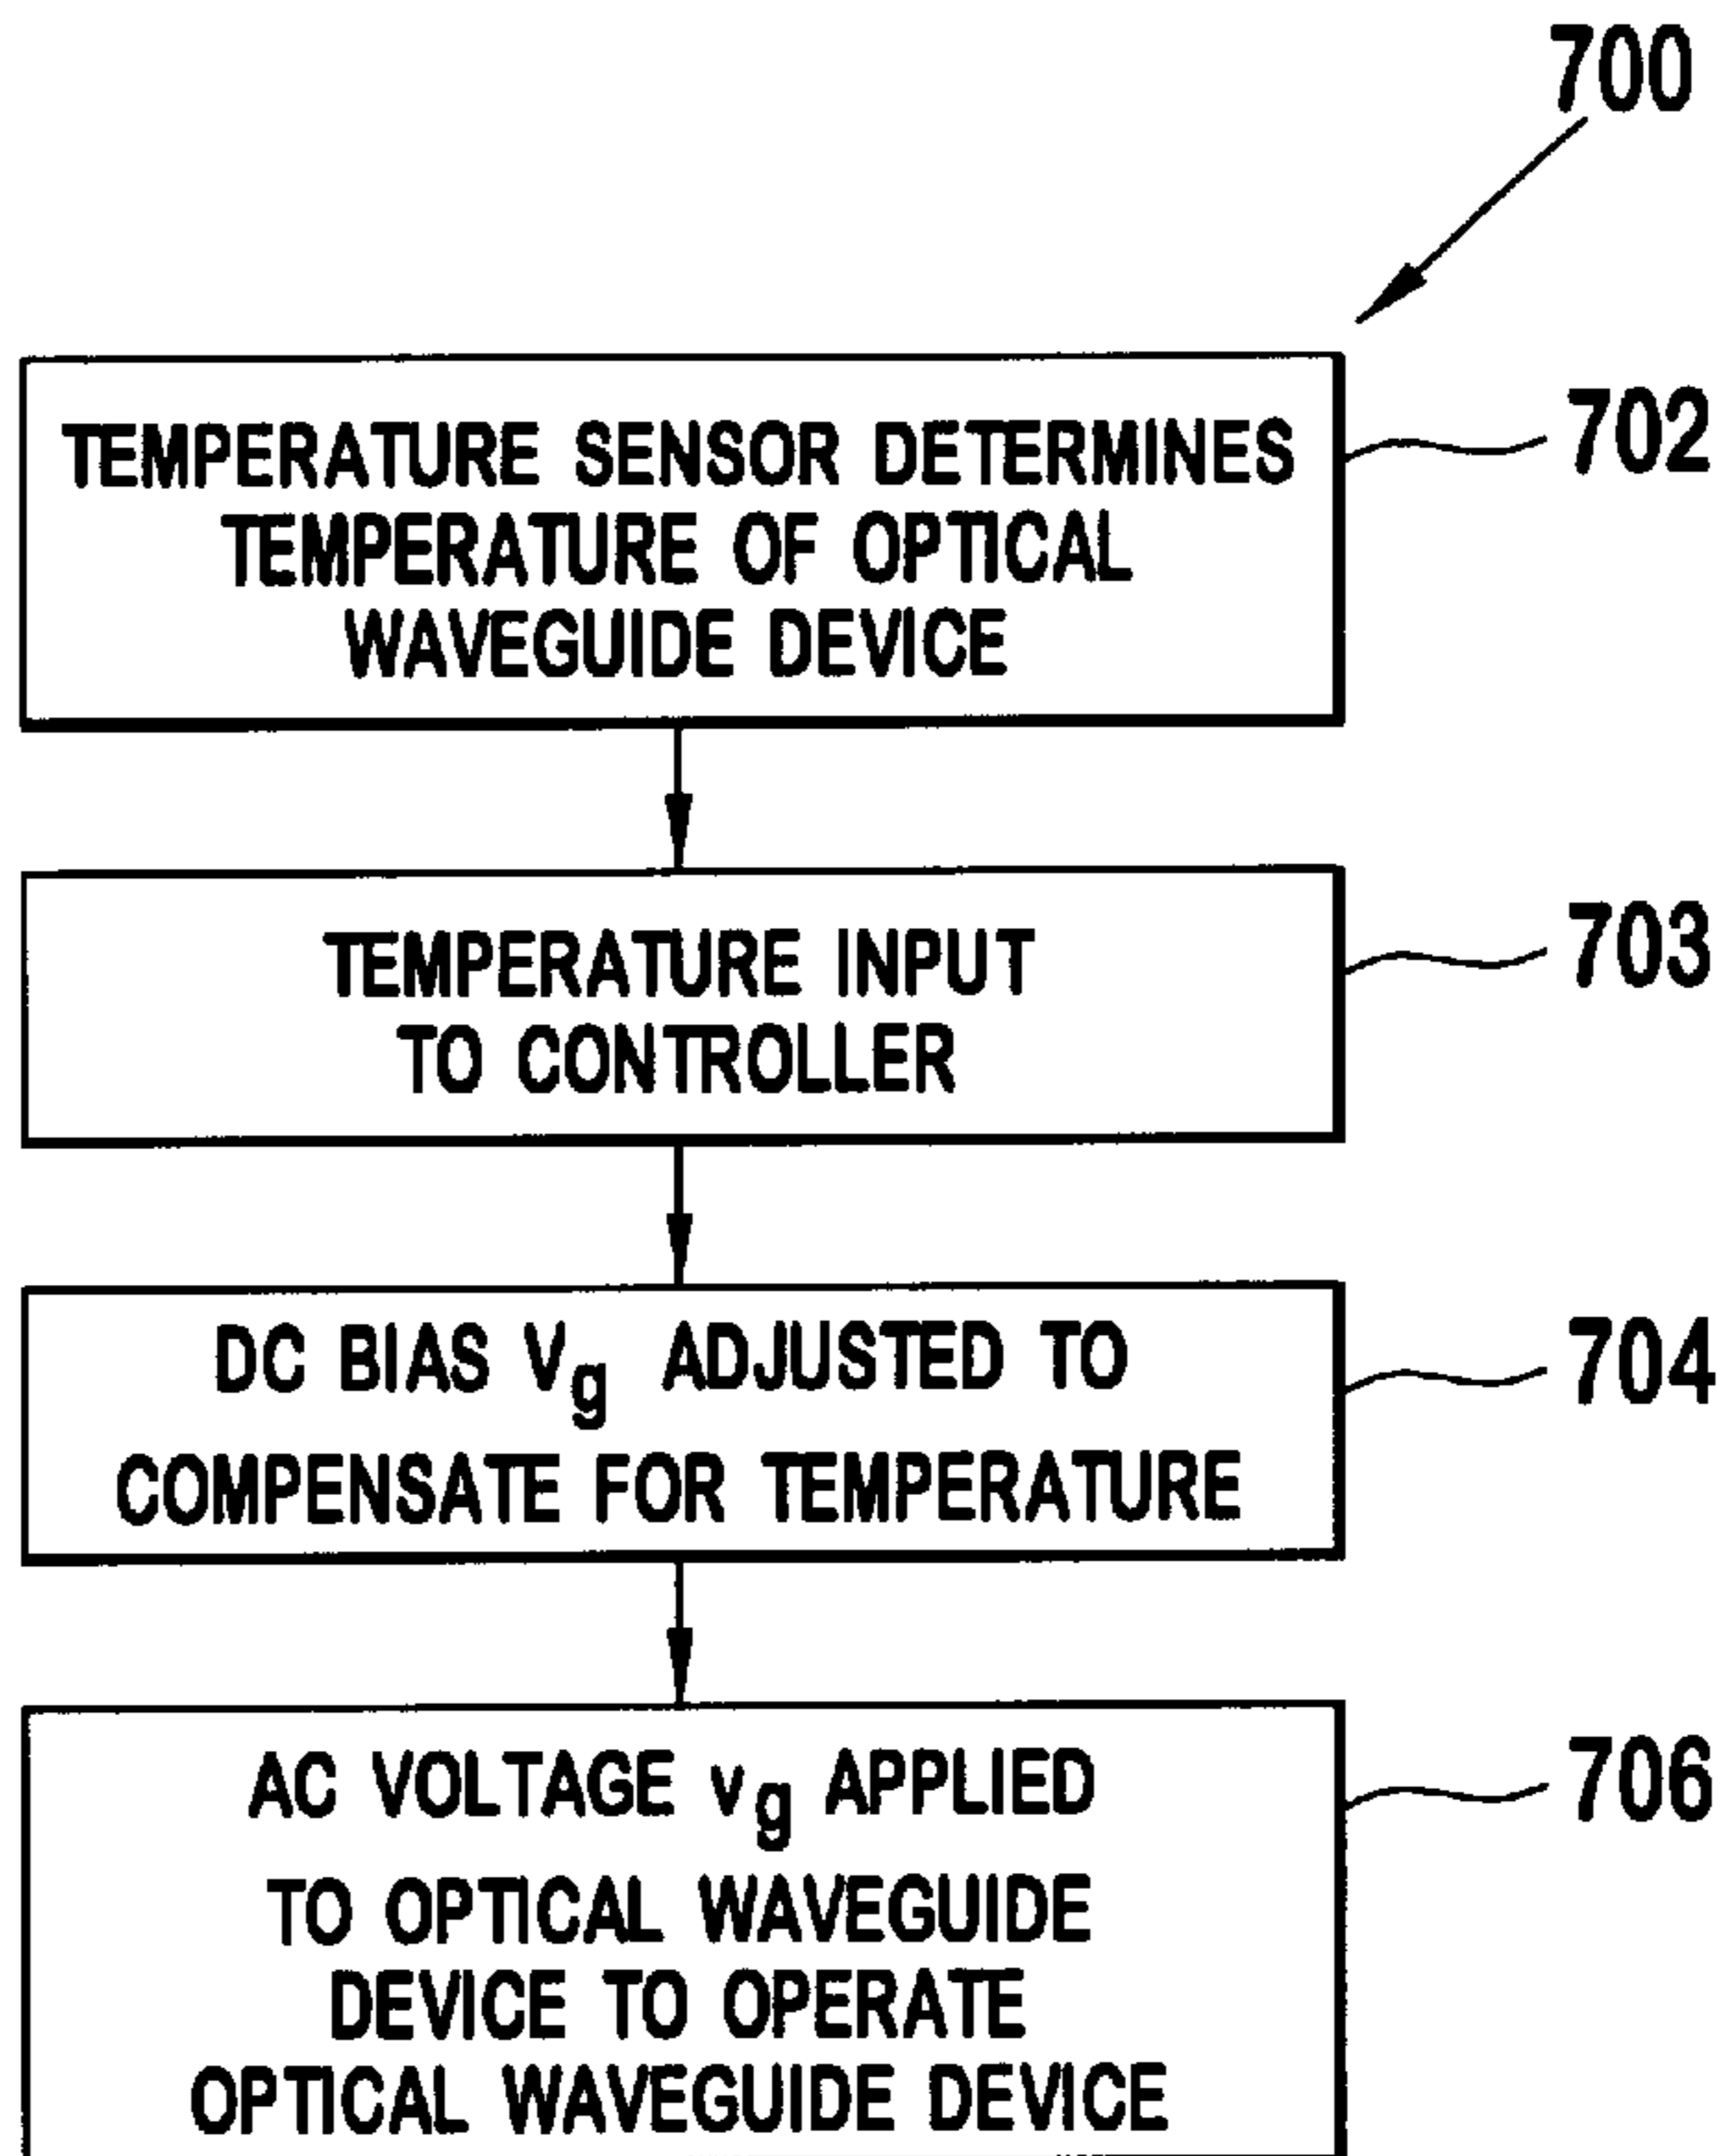 700
TEMPERATURE SENSOR DETERMINES
TEMPERATURE OF OPTICAL
WAVEGUIDE DEVICE
702
TEMPERATURE INPUT
TO CONTROLLER
703
DC BIAS Vg ADJUSTED TO
COMPENSATE FOR TEMPERATURE
704
AC VOLTAGE vg APPLIED
TO OPTICAL WAVEGUIDE
DEVICE TO OPERATE
OPTICAL WAVEGUIDE DEVICE
706